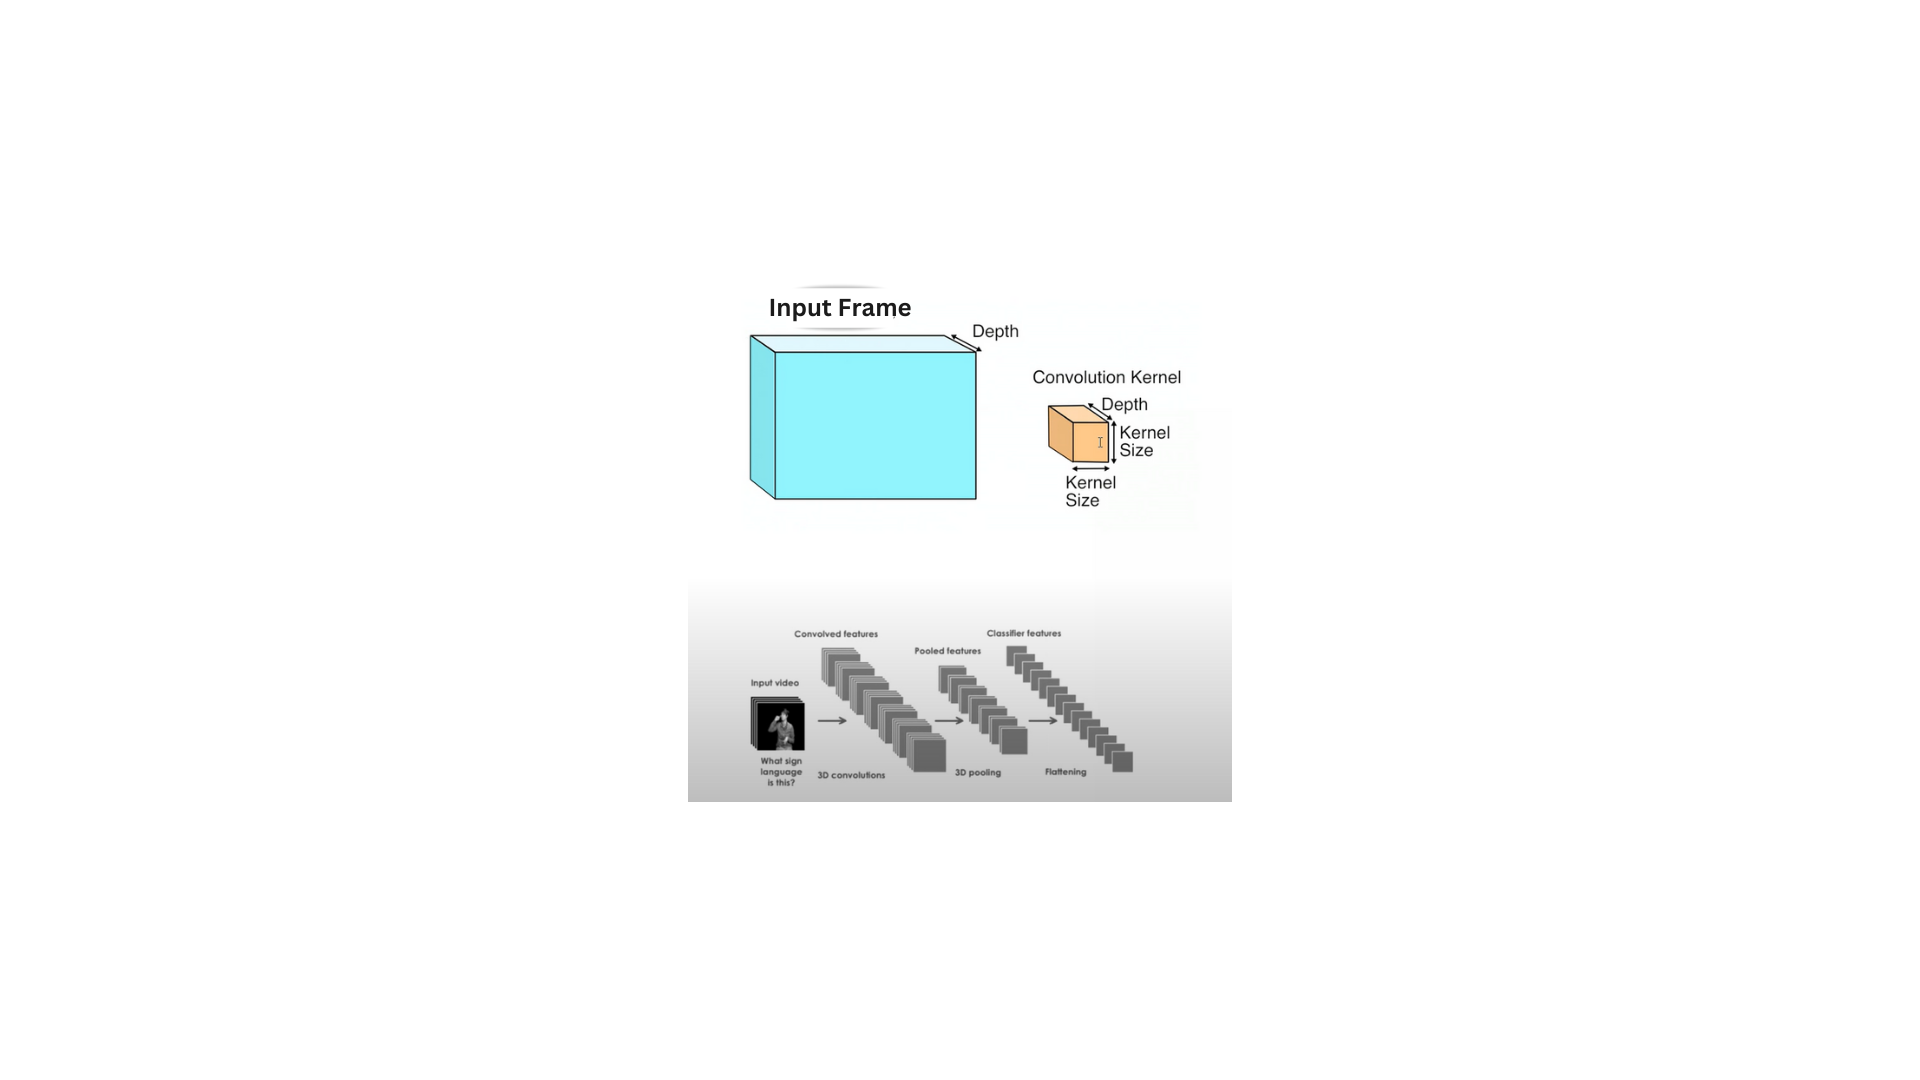 Input Frame
Depth
Convolution Kernel
Depth
Kernel
Size
Kernel
Size
Convolved features
Classifier features
Pooled features
Input video
What sign
language
is this?
3D convolutions
3D pooling
Flattening